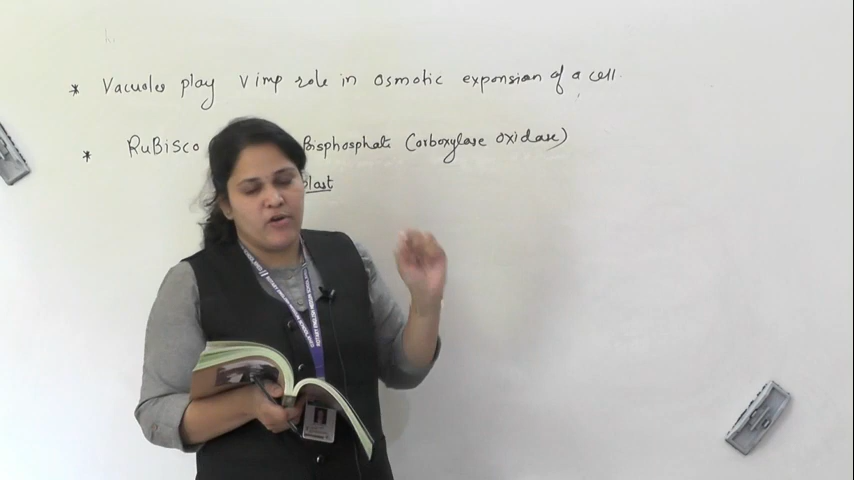 * Vacuoles play V imp role in osmotic expansion of a cell.
* RuBisCo Bisphosphate Carboxylase oxidase)
plast